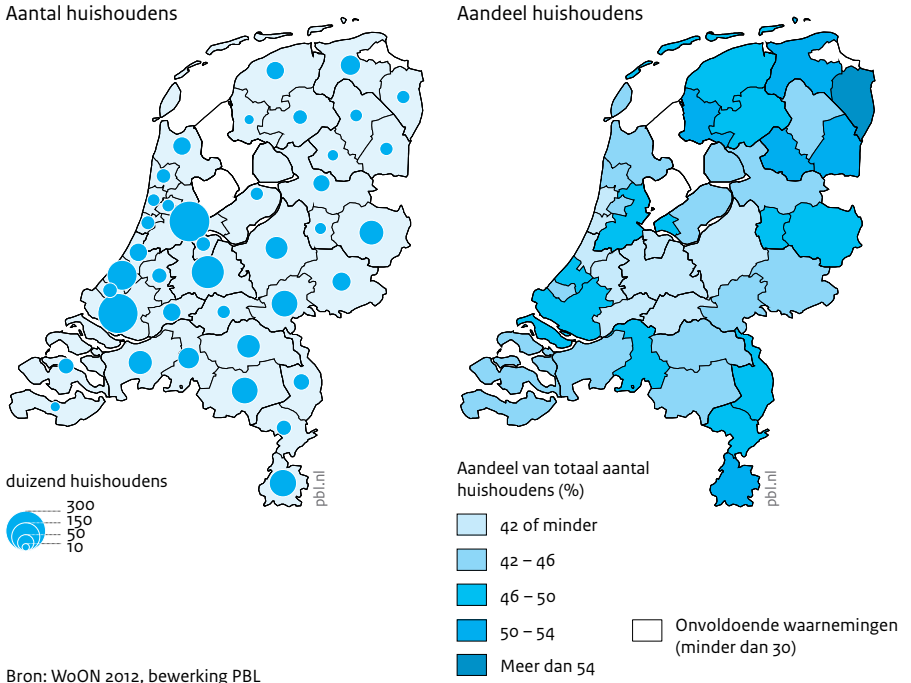 Aantal huishoudens
Aandeel huishoudens
duizend huishoudens
300
150
50
10
pbl.nl
Aandeel van totaal aantal
huishoudens (%)
42 of minder
42 – 46
46 – 50
50 – 54
Meer dan 54
Onvoldoende waarnemingen
(minder dan 30)
pbl.nl
Bron: WoON 2012, bewerking PBL